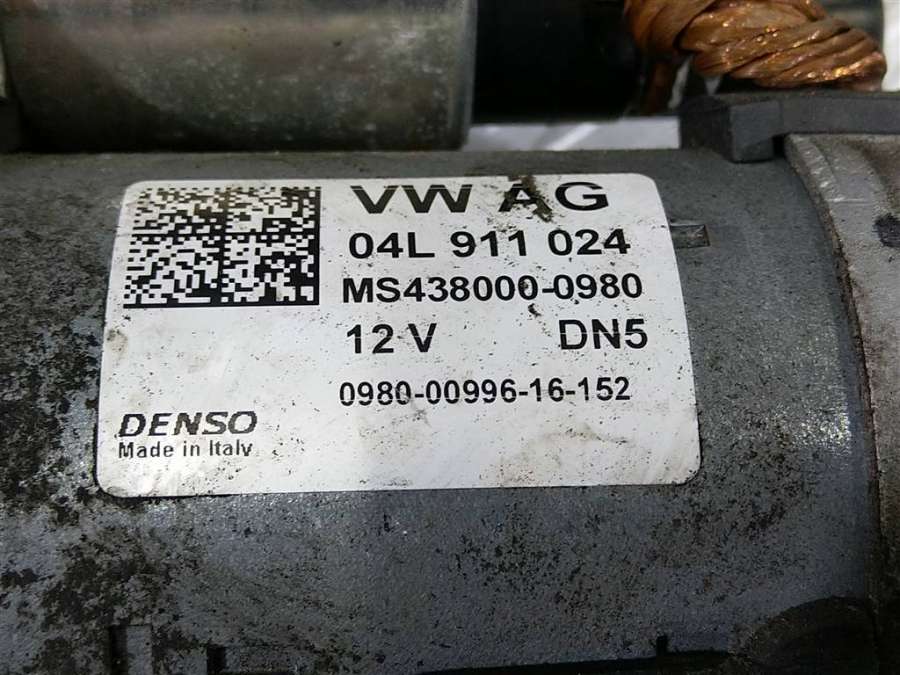 VW AG
04L 911 024
MS438000-0980
12 V DN5
0980-00996-16-152
DENSO
Made in Italy